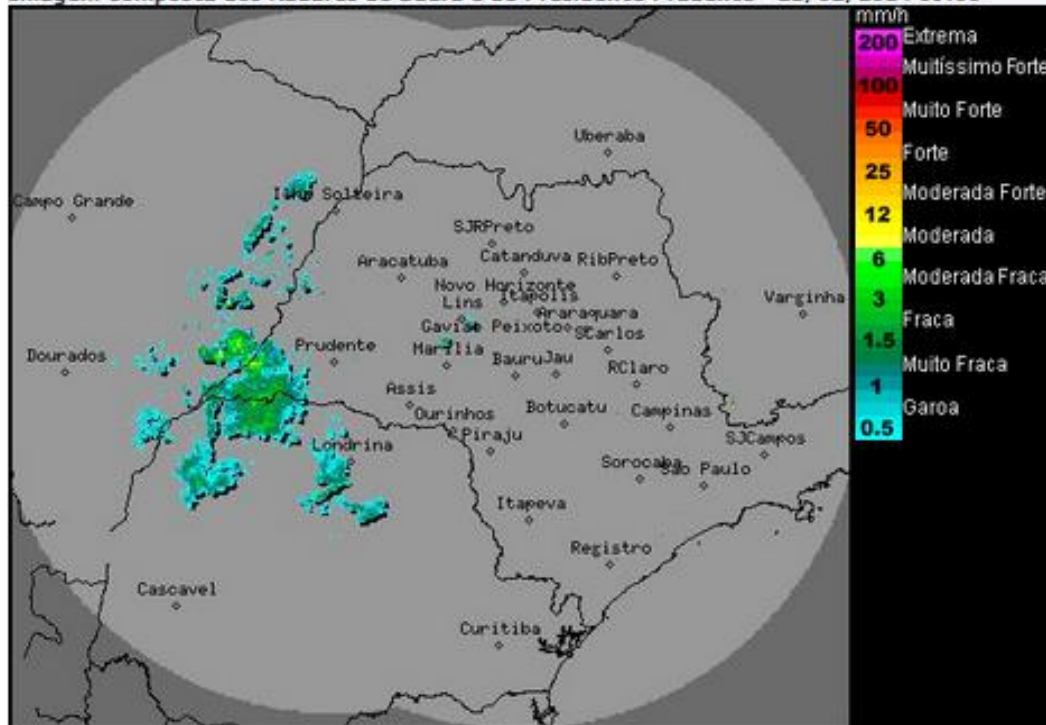 mm/h
200 Extrema
Muitíssimo Forte
100
Muito Forte
50
Forte
25
Moderada Forte
12
Moderada
6
Moderada Fraca
3
Fraca
1.5
Muito Fraca
1
Garoa
0.5
Uberaba
Ilha Solteira
Campo Grande
SJRPreto
Catanduva
RibPreto
Aracatuba
Novo Horizonte
Itapolis
Varginha
Lins
Araraquara
Gaviao Peixoto
SCarlos
Marilia
Prudente
Dourados
Bauru
Jau
RClaro
Assis
Ourinhos
Botucatu
Campinas
Piraju
SJCampos
Londrina
Sorocaba
Sao Paulo
Itapeva
Registro
Cascavel
Curitiba